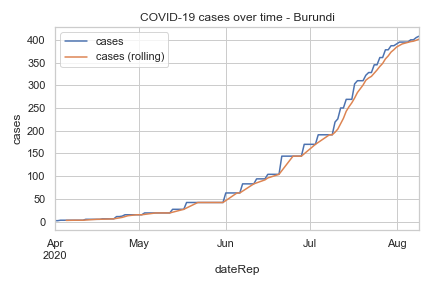 COVID-19 cases over time - Burundi
cases
cases (rolling)
400
350
300
250
200
150
100
50
0
cases
Apr May Jun Jul Aug
2020
dateRep